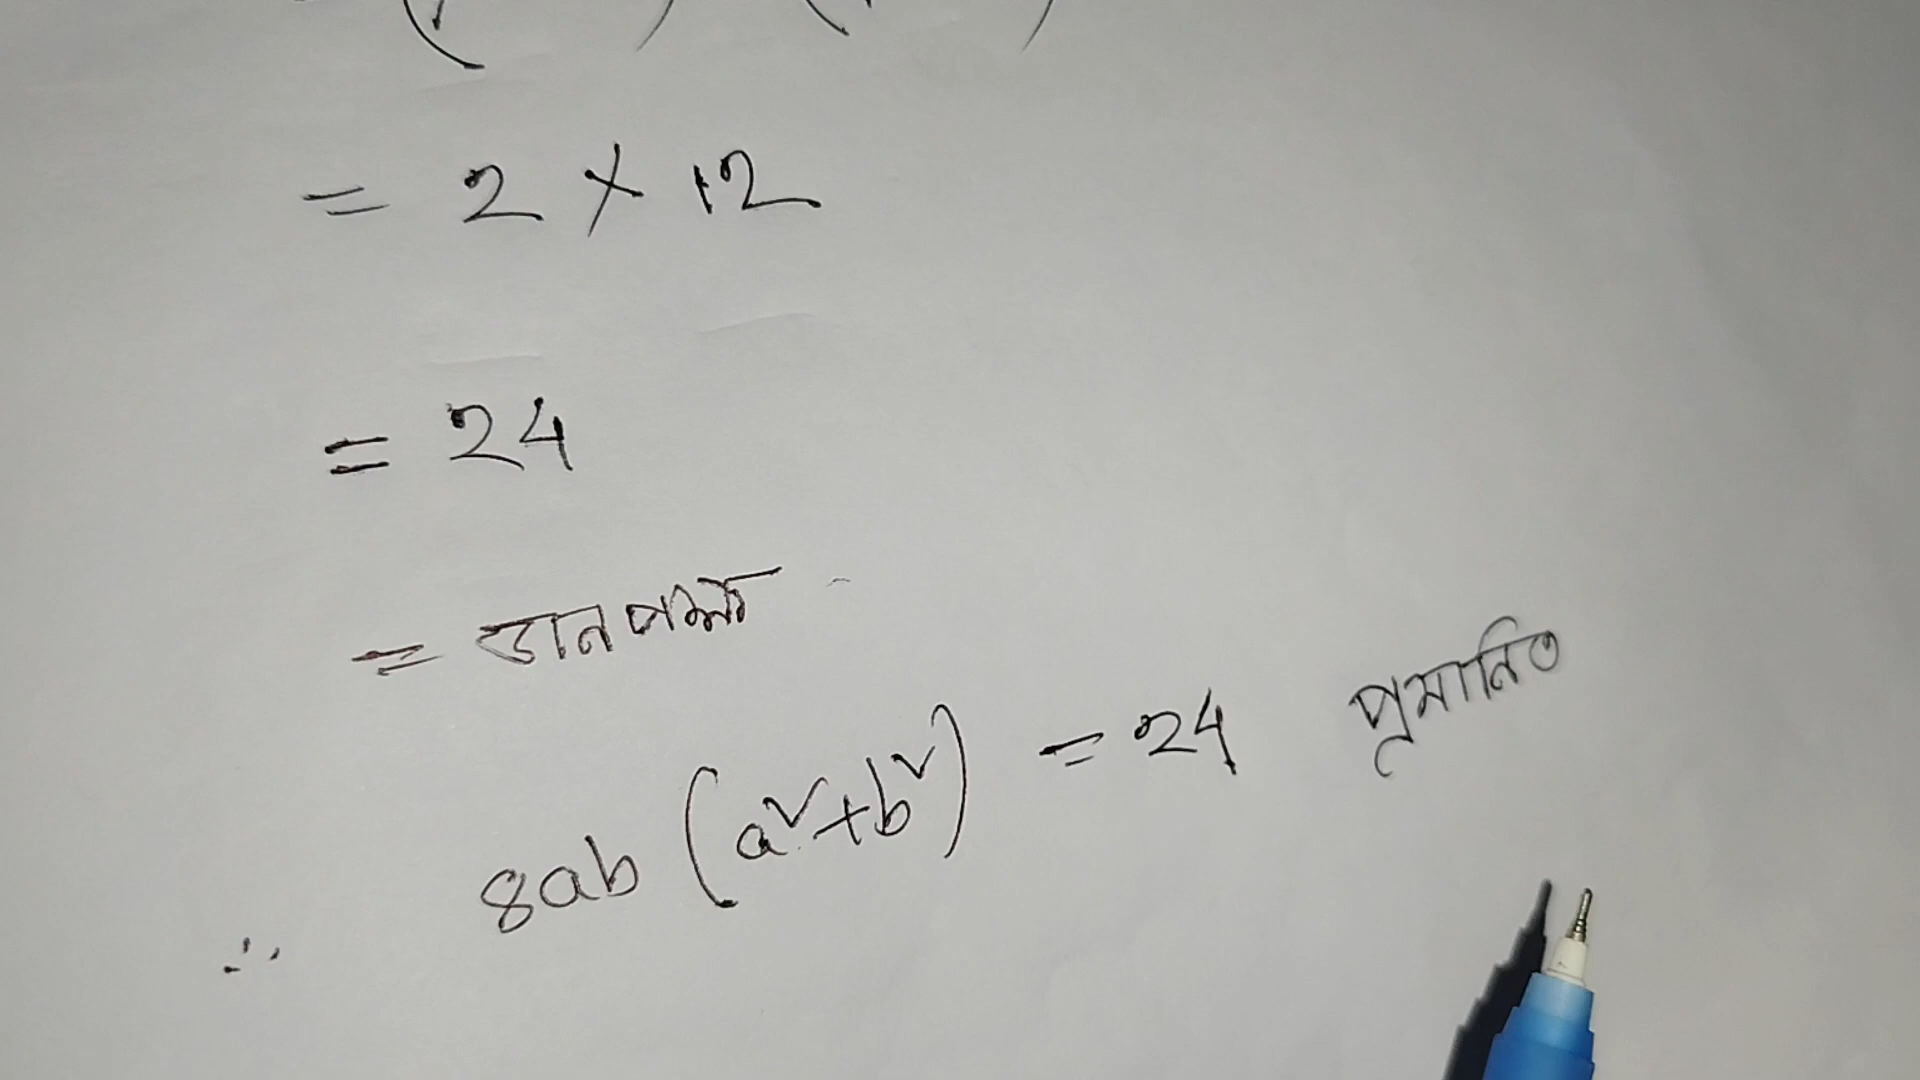 = 2 × 12
= 24
= ডানপক্ষ
∴ 8ab (a² + b²) = 24 প্রমানিত